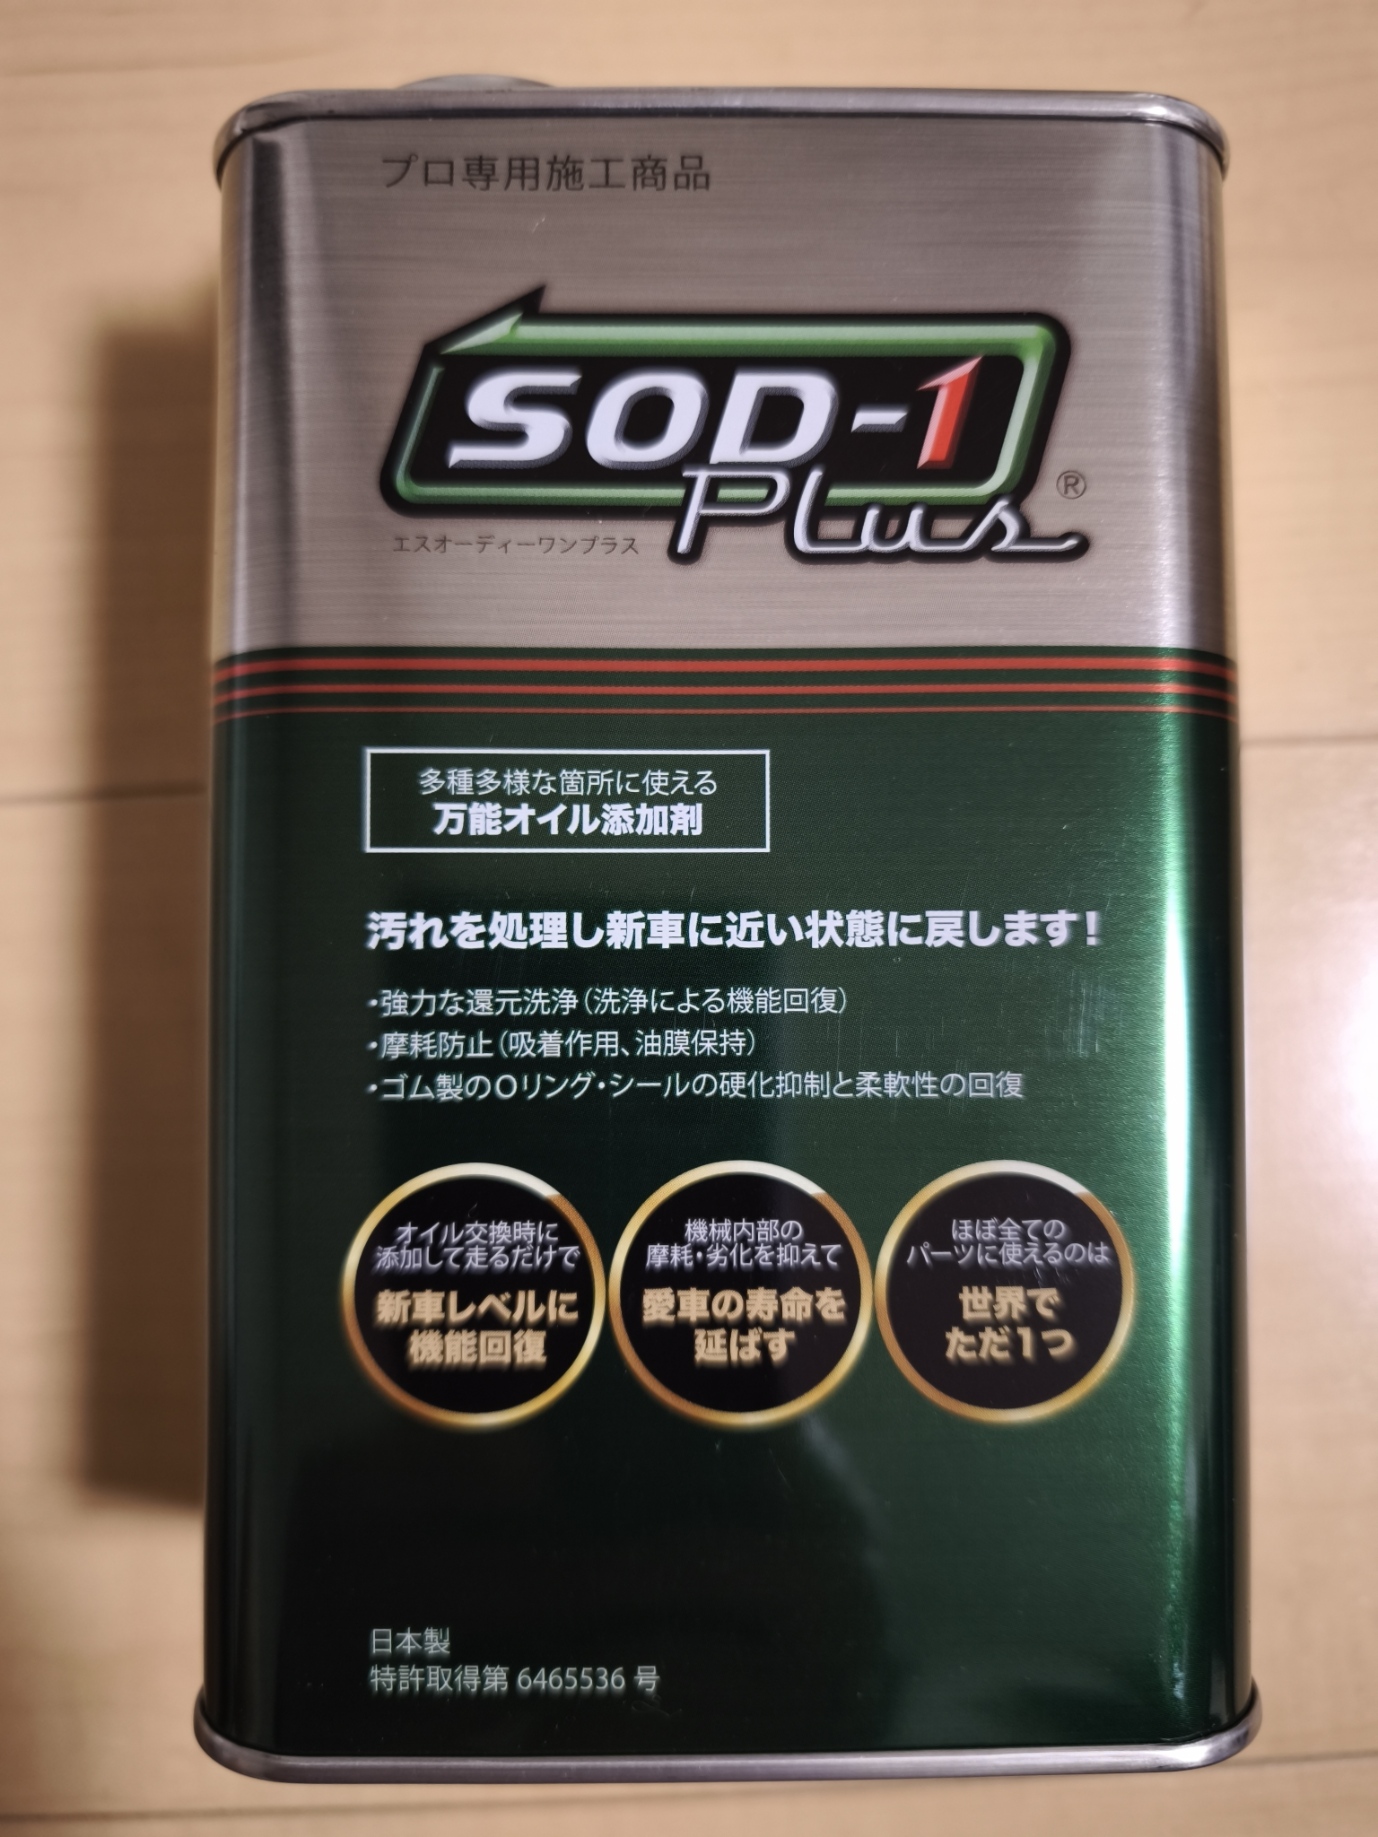 プロ専用施工商品
SOD-1
Plus
®
エスオーディーワンプラス
多種多様な箇所に使える
万能オイル添加剤
汚れを処理し新車に近い状態に戻します！
・強力な還元洗浄（洗浄による機能回復）
・摩耗防止（吸着作用、油膜保持）
・ゴム製のOリング・シールの硬化抑制と柔軟性の回復
オイル交換時に
添加して走るだけで
新車レベルに
機能回復
機械内部の
摩耗・劣化を抑えて
愛車の寿命を
延ばす
ほぼ全ての
パーツに使えるのは
世界で
ただ1つ
日本製
特許取得第 6465536 号